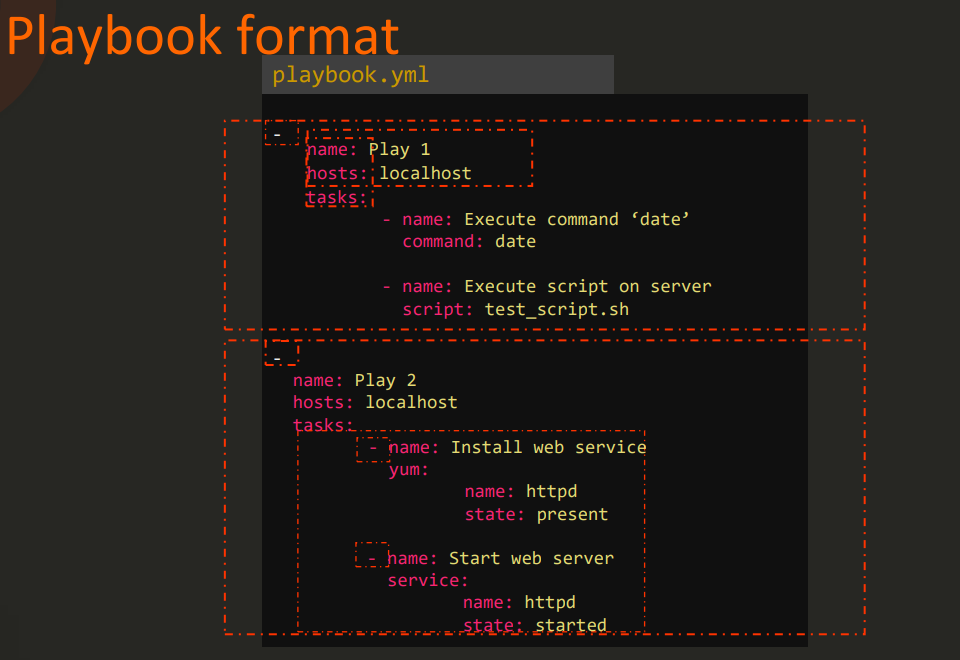 Playbook format
playbook.yml
-
name: Play 1
hosts: localhost
tasks:
- name: Execute command ‘date’
command: date
- name: Execute script on server
script: test_script.sh
-
name: Play 2
hosts: localhost
tasks:
- name: Install web service
yum:
name: httpd
state: present
- name: Start web server
service:
name: httpd
state: started